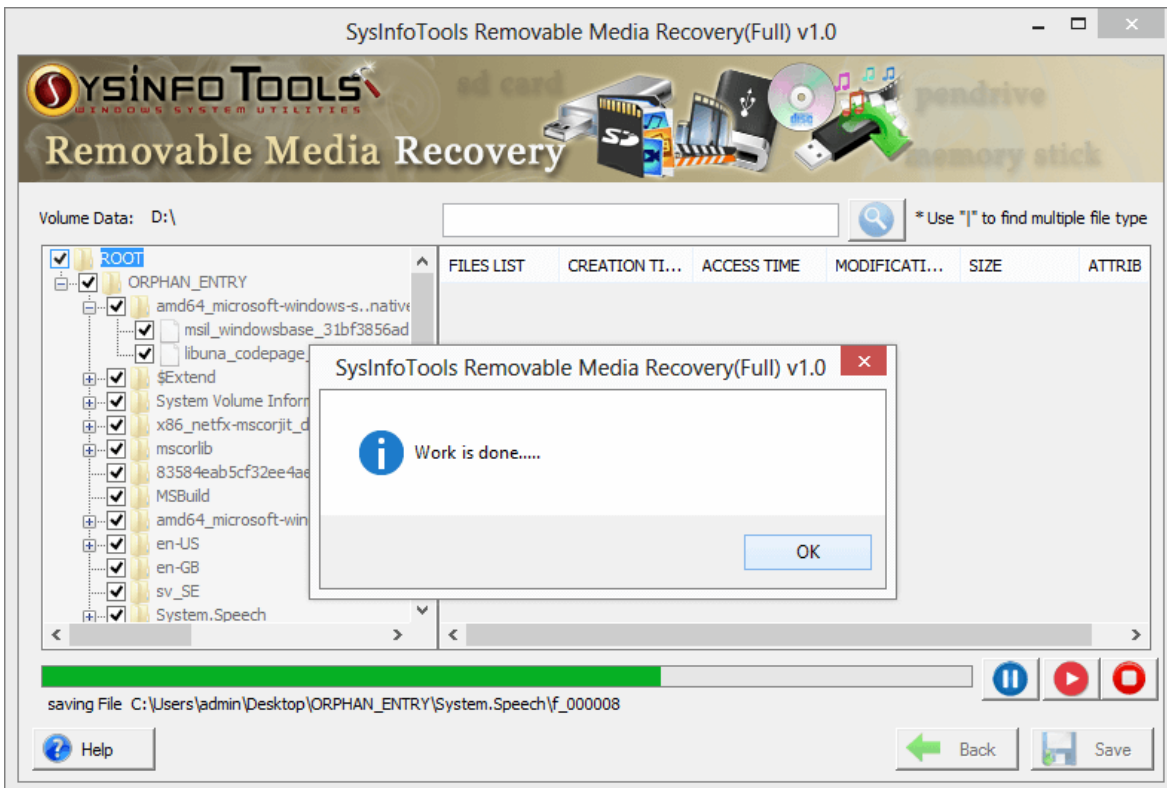 SysInfoTools Removable Media Recovery(Full) v1.0
SYSINFO TOOLS
WINDOWS SYSTEM UTILITIES
Removable Media Recovery
sd card
pendrive
memory stick
disc
Volume Data: D:\
* Use "|" to find multiple file type
ROOT
ORPHAN_ENTRY
amd64_microsoft-windows-s..native
msil_windowsbase_31bf3856ad
libuna_codepage_
$Extend
System Volume Inforr
x86_netfx-mscorjit_d
mscorlib
83584eab5cf32ee4ae
MSBuild
amd64_microsoft-win
en-US
en-GB
sv_SE
System.Speech
FILES LIST CREATION TI... ACCESS TIME MODIFICATI... SIZE ATTRIB
SysInfoTools Removable Media Recovery(Full) v1.0
Work is done.....
OK
saving File C:\Users\admin\Desktop\ORPHAN_ENTRY\System.Speech\f_000008
Help
Back
Save